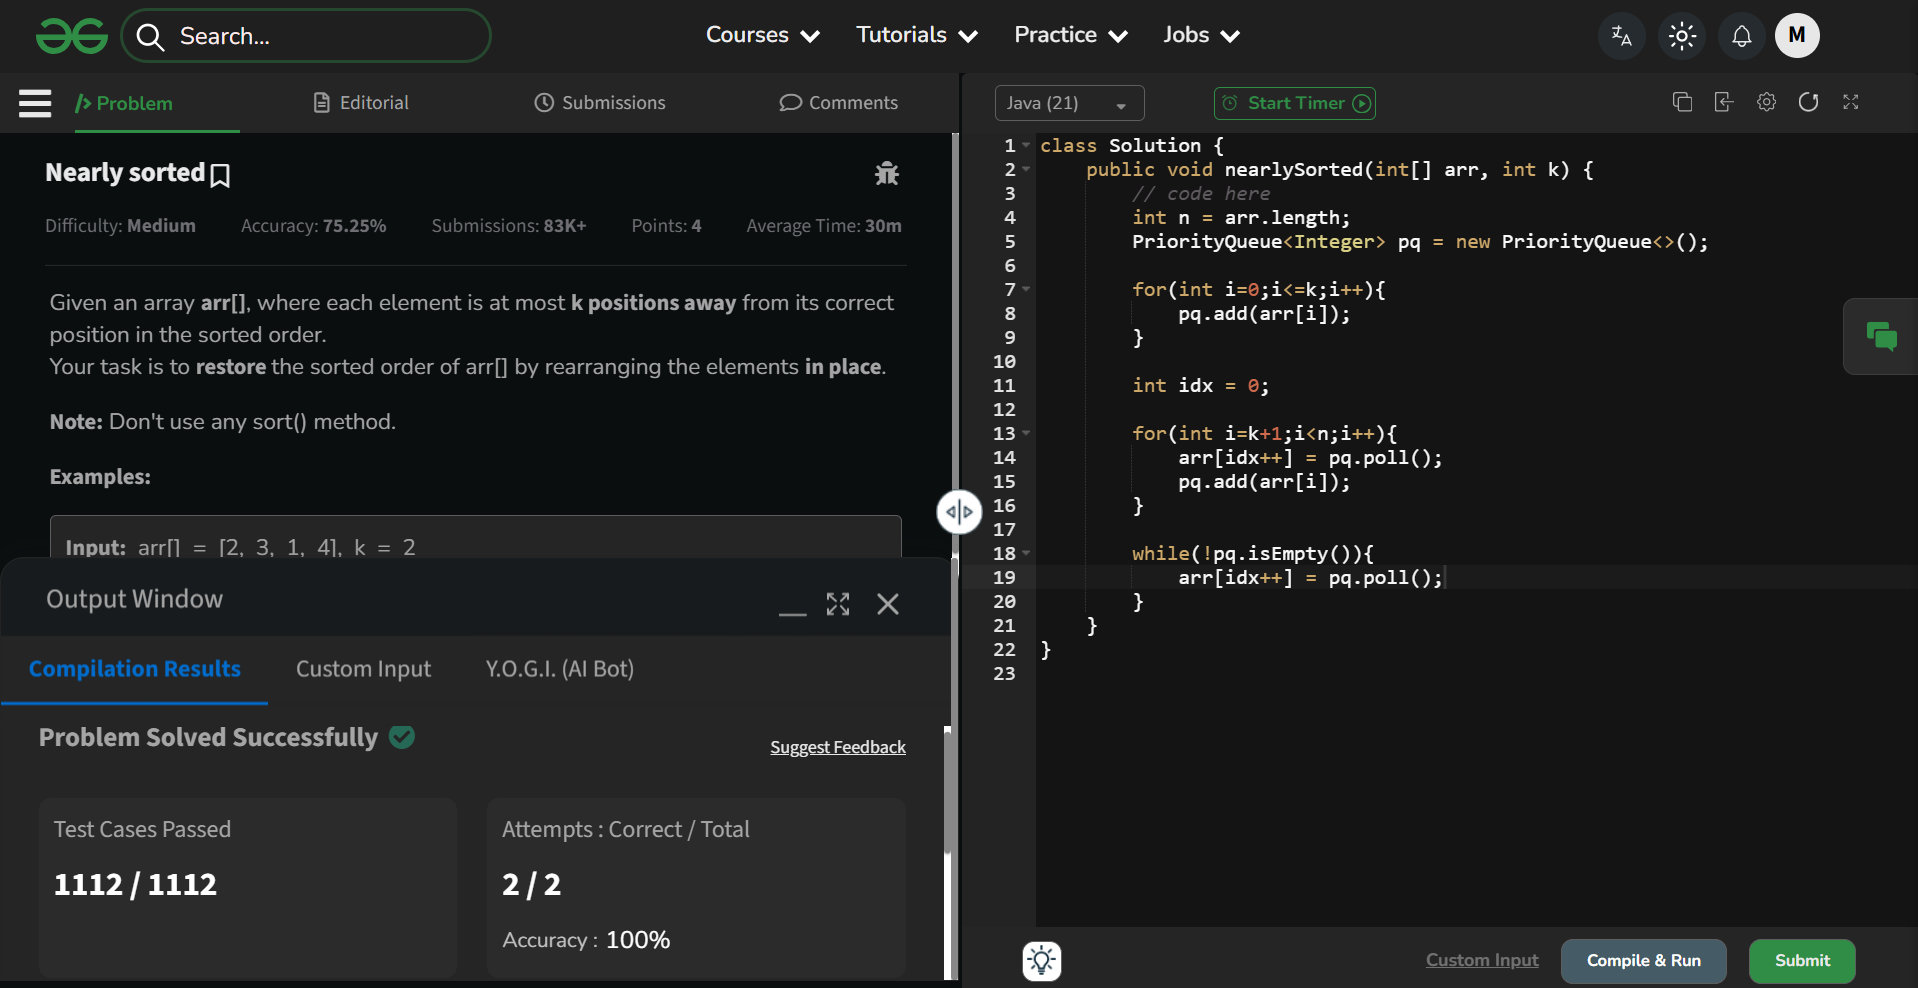 Search...
Courses
Tutorials
Practice
Jobs
M
Problem
Editorial
Submissions
Comments
Java (21)
Start Timer
Nearly sorted
Difficulty: Medium
Accuracy: 75.25%
Submissions: 83K+
Points: 4
Average Time: 30m
Given an array arr[], where each element is at most k positions away from its correct
position in the sorted order.
Your task is to restore the sorted order of arr[] by rearranging the elements in place.
Note: Don't use any sort() method.
Examples:
Input: arr[] = [2, 3, 1, 4], k = 2
Output Window
Compilation Results
Custom Input
Y.O.G.I. (AI Bot)
Problem Solved Successfully
Suggest Feedback
Test Cases Passed
1112 / 1112
Attempts : Correct / Total
2 / 2
Accuracy : 100%
1 class Solution {
2 public void nearlySorted(int[] arr, int k) {
3 // code here
4 int n = arr.length;
5 PriorityQueue<Integer> pq = new PriorityQueue<>();
6
7 for(int i=0;i<=k;i++){
8 pq.add(arr[i]);
9 }
10
11 int idx = 0;
12
13 for(int i=k+1;i<n;i++){
14 arr[idx++] = pq.poll();
15 pq.add(arr[i]);
16 }
17
18 while(!pq.isEmpty()){
19 arr[idx++] = pq.poll();
20 }
21 }
22 }
23
Custom Input
Compile & Run
Submit